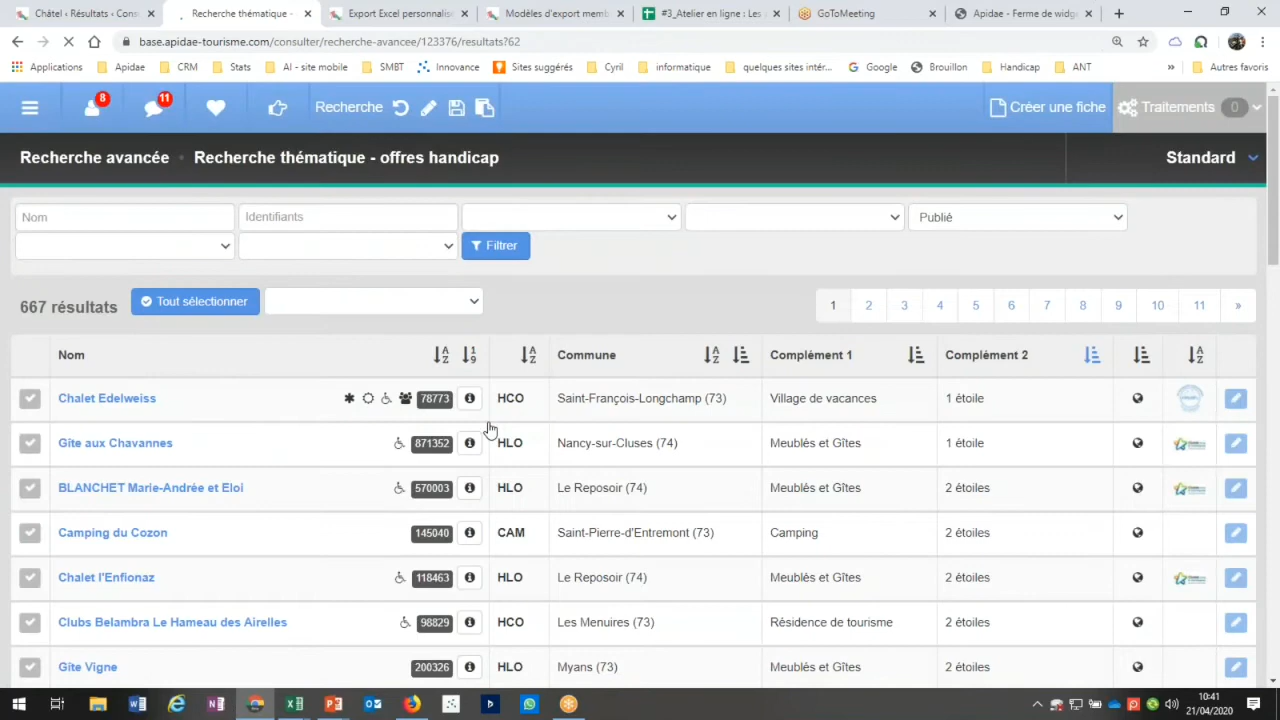 Châtel ‹ Résultats ‹ Cons
Recherche thématique -
Export Excel personnalis
Modèles d'export memb
#3_Atelier en ligne : Les a
GoToMeeting
Apidae - Ferme de widge
base.apidae-tourisme.com/consulter/recherche-avancee/123376/resultats?62
Applications
Apidae
CRM
Stats
AI - site mobile
SMBT
Innovance
Sites suggérés
Cyril
informatique
quelques sites intér...
Google
Brouillon
Handicap
ANT
»
Autres favoris
8
11
Recherche
Créer une fiche
Traitements 0
Recherche avancée • Recherche thématique - offres handicap
Standard
Nom
Identifiants
Publié
Filtrer
667 résultats
Tout sélectionner
1 2 3 4 5 6 7 8 9 10 11 »
Nom Commune Complément 1 Complément 2
Chalet Edelweiss 78773 HCO Saint-François-Longchamp (73) Village de vacances 1 étoile
Gîte aux Chavannes 871352 HLO Nancy-sur-Cluses (74) Meublés et Gîtes 1 étoile
BLANCHET Marie-Andrée et Eloi 570003 HLO Le Reposoir (74) Meublés et Gîtes 2 étoiles
Camping du Cozon 145040 CAM Saint-Pierre-d'Entremont (73) Camping 2 étoiles
Chalet l'Enfionaz 118463 HLO Le Reposoir (74) Meublés et Gîtes 2 étoiles
Clubs Belambra Le Hameau des Airelles 98829 HCO Les Menuires (73) Résidence de tourisme 2 étoiles
Gîte Vigne 200326 HLO Myans (73) Meublés et Gîtes 2 étoiles
10:41
21/04/2020